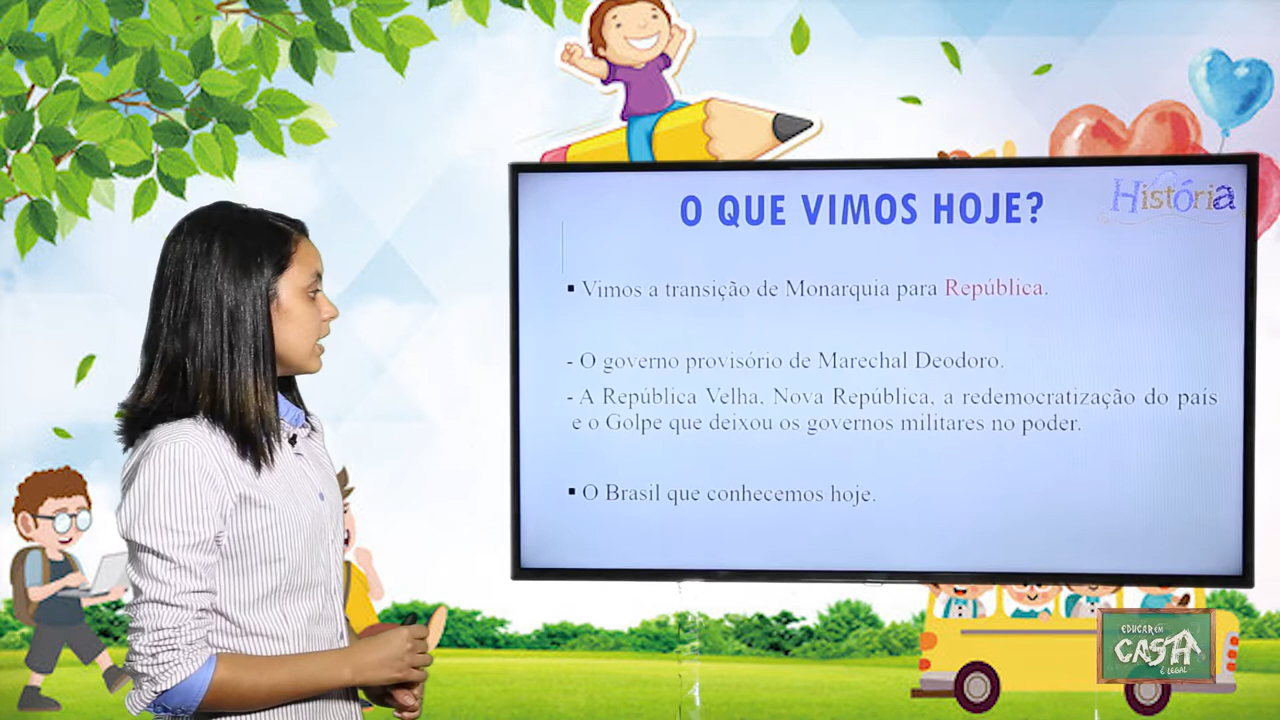 História
O QUE VIMOS HOJE?
▪ Vimos a transição de Monarquia para República.
- O governo provisório de Marechal Deodoro.
- A República Velha, Nova República, a redemocratização do país
e o Golpe que deixou os governos militares no poder.
▪ O Brasil que conhecemos hoje.
EDUCAR EM
CASA
É LEGAL